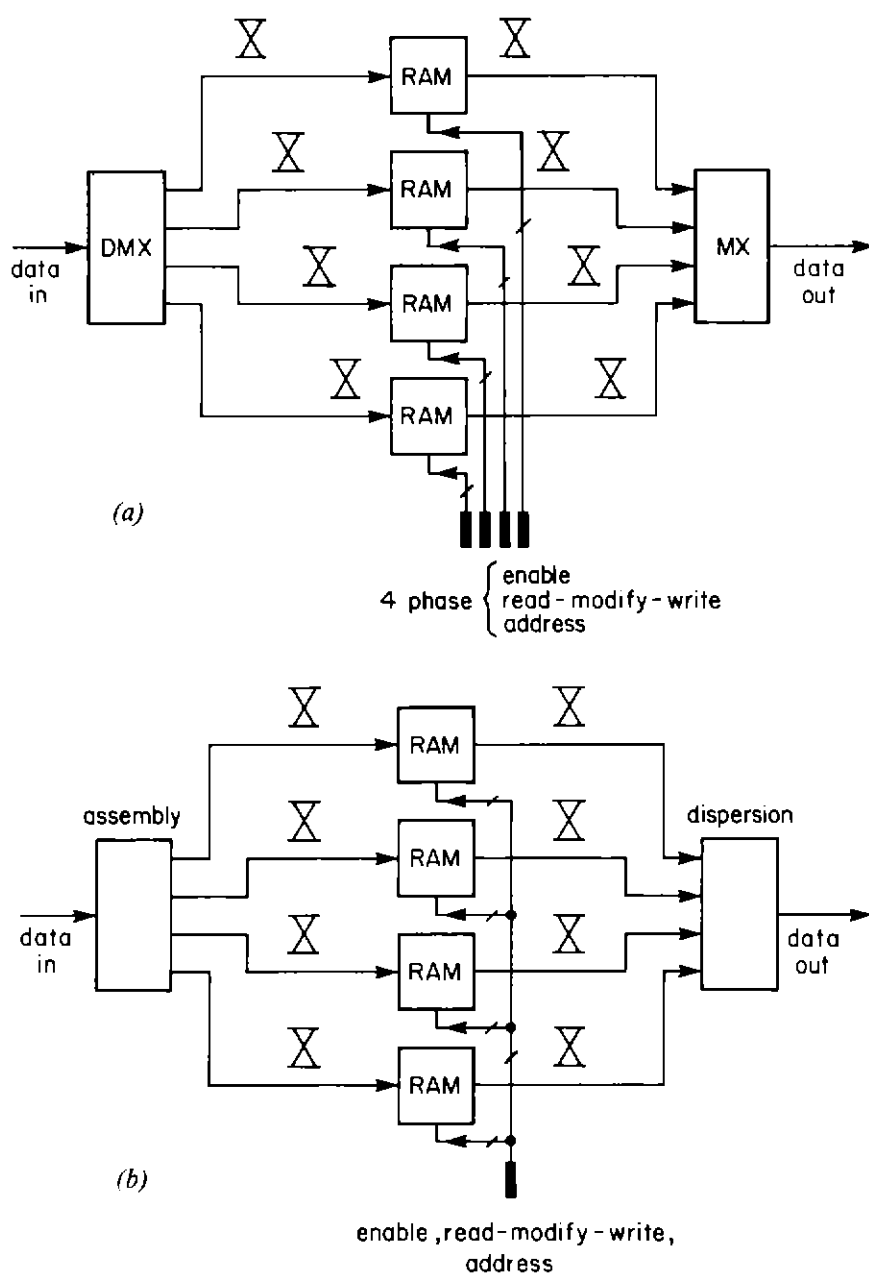 RAM
RAM
DMX
MX
data
in
data
out
RAM
RAM
(a)
4 phase
enable
read-modify-write
address
RAM
assembly
dispersion
RAM
data
in
data
out
RAM
RAM
(b)
enable, read-modify-write,
address